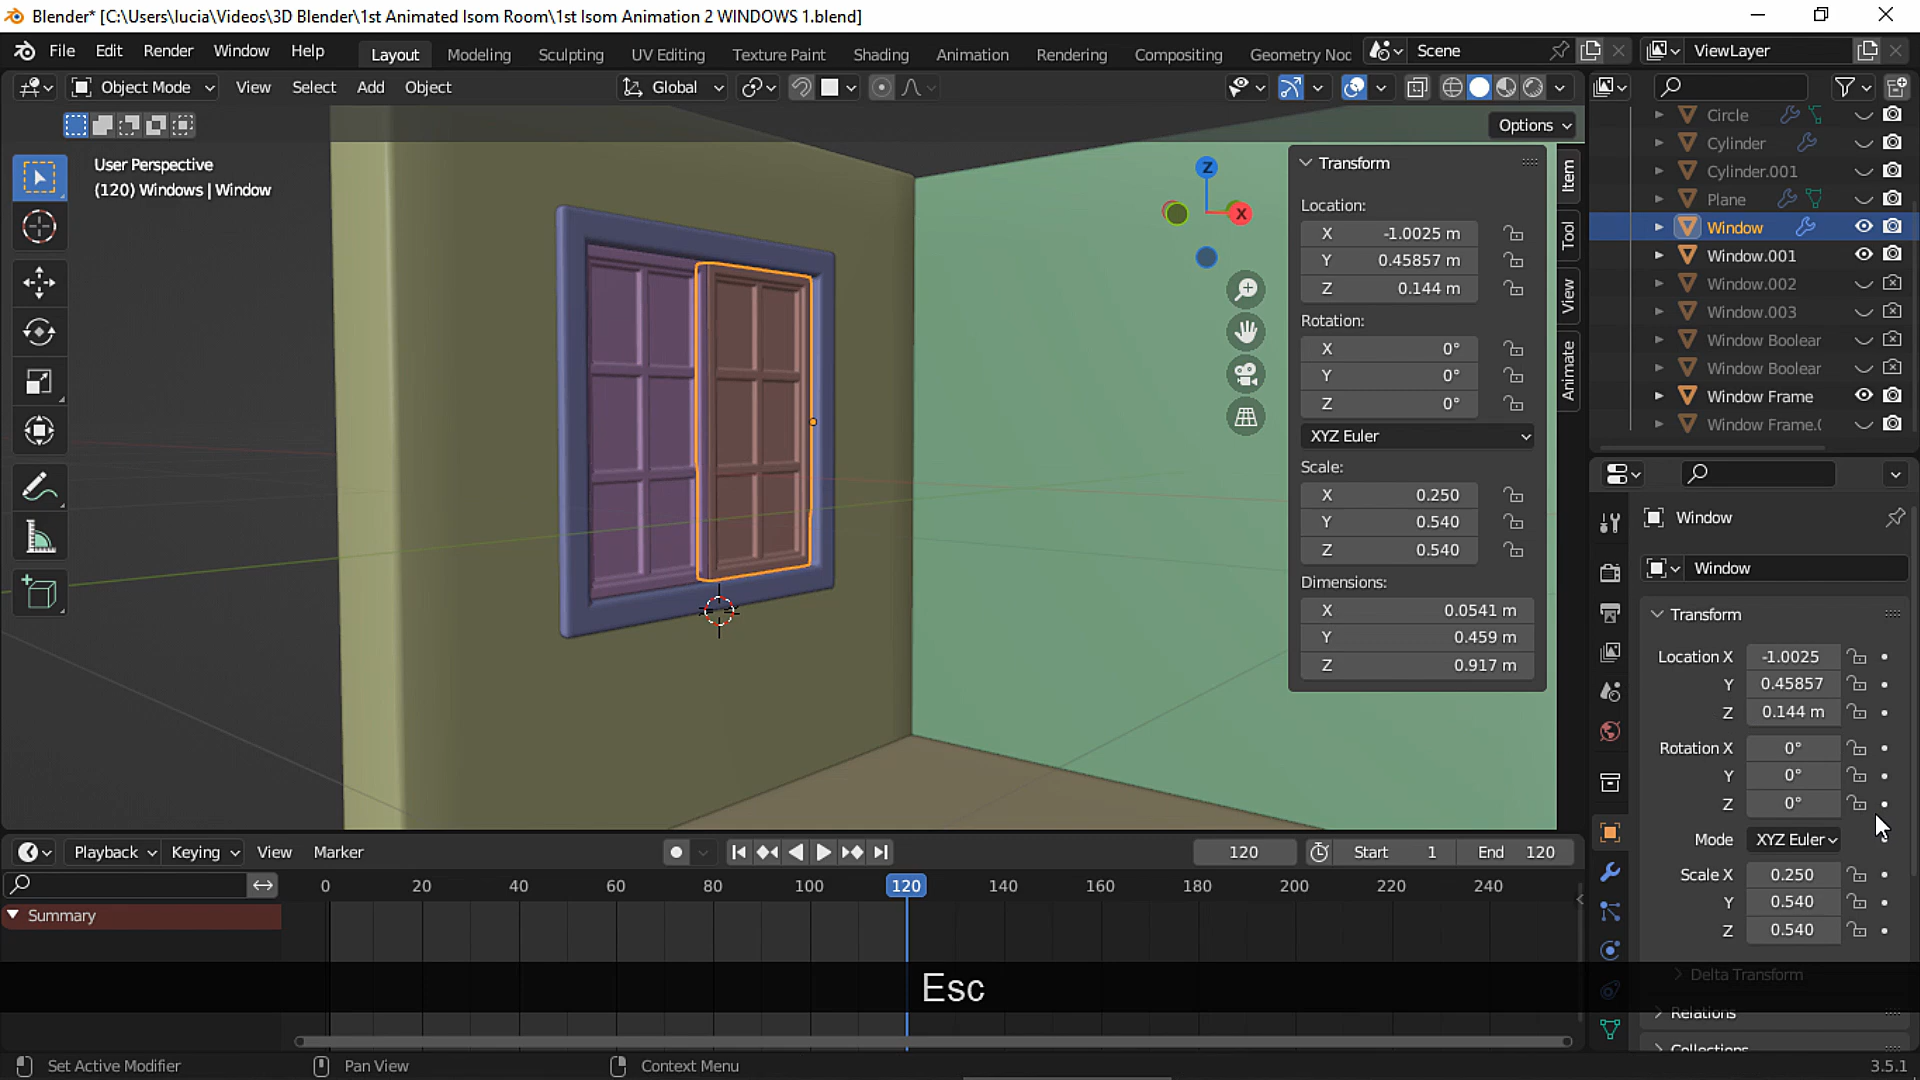 Blender* [C:\Users\lucia\Videos\3D Blender\1st Animated Isom Room\1st Isom Animation 2 WINDOWS 1.blend]
File Edit Render Window Help Layout Modeling Sculpting UV Editing Texture Paint Shading Animation Rendering Compositing Geometry Noc Scene ViewLayer
Object Mode View Select Add Object Global
Options
User Perspective
(120) Windows | Window
Z
X
Transform
Location:
X -1.0025 m
Y 0.45857 m
Z 0.144 m
Rotation:
X 0°
Y 0°
Z 0°
XYZ Euler
Scale:
X 0.250
Y 0.540
Z 0.540
Dimensions:
X 0.0541 m
Y 0.459 m
Z 0.917 m
Item
Tool
View
Animate
Circle
Cylinder
Cylinder.001
Plane
Window
Window.001
Window.002
Window.003
Window Boolear
Window Boolear
Window Frame
Window Frame.(
Window
Window
Transform
Location X -1.0025
Y 0.45857
Z 0.144 m
Rotation X 0°
Y 0°
Z 0°
Mode XYZ Euler
Scale X 0.250
Y 0.540
Z 0.540
Delta Transform
Relations
Collections
Playback Keying View Marker 120 Start 1 End 120
0 20 40 60 80 100 120 140 160 180 200 220 240
Summary
Esc
Set Active Modifier Pan View Context Menu 3.5.1